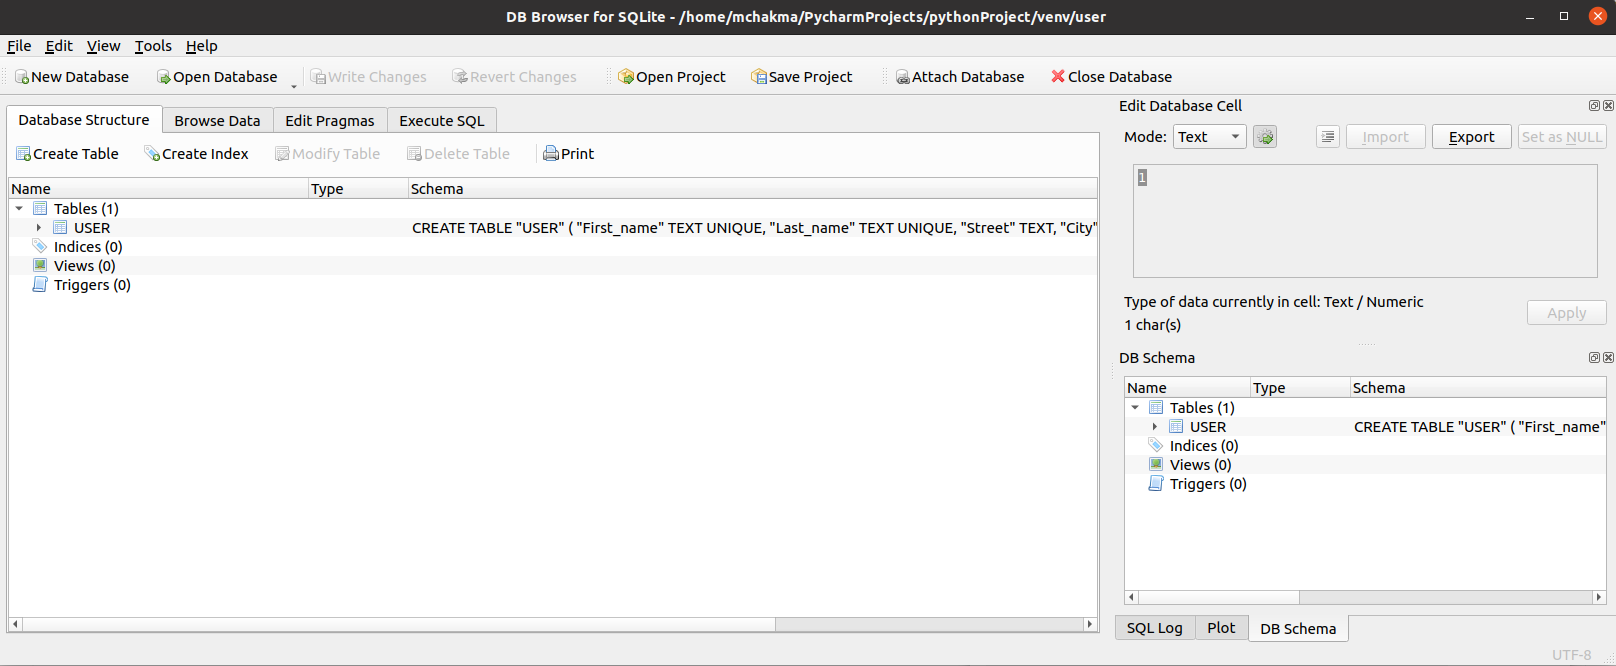 DB Browser for SQLite - /home/mchakma/PycharmProjects/pythonProject/venv/user
File Edit View Tools Help
New Database Open Database Write Changes Revert Changes Open Project Save Project Attach Database Close Database
Database Structure Browse Data Edit Pragmas Execute SQL
Create Table Create Index Modify Table Delete Table Print
Name Type Schema
Tables (1)
USER CREATE TABLE "USER" ( "First_name" TEXT UNIQUE, "Last_name" TEXT UNIQUE, "Street" TEXT, "City"
Indices (0)
Views (0)
Triggers (0)
Edit Database Cell
Mode: Text Import Export Set as NULL
1
Type of data currently in cell: Text / Numeric
1 char(s)
Apply
DB Schema
Name Type Schema
Tables (1)
USER CREATE TABLE "USER" ( "First_name"
Indices (0)
Views (0)
Triggers (0)
SQL Log Plot DB Schema
UTF-8